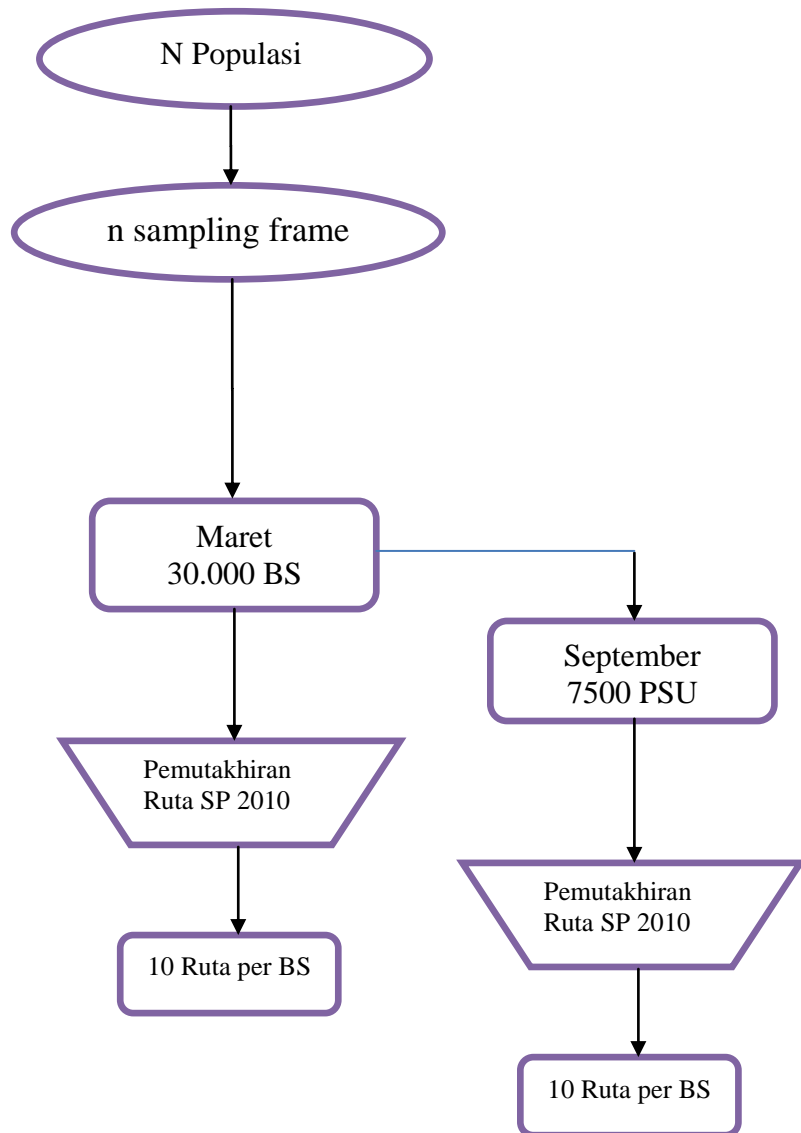 N Populasi
n sampling frame
Maret
30.000 BS
September
7500 PSU
Pemutakhiran
Ruta SP 2010
10 Ruta per BS
Pemutakhiran
Ruta SP 2010
10 Ruta per BS